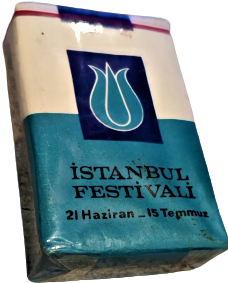 İSTANBUL
FESTİVALİ
21 Haziran _ 15 Temmuz